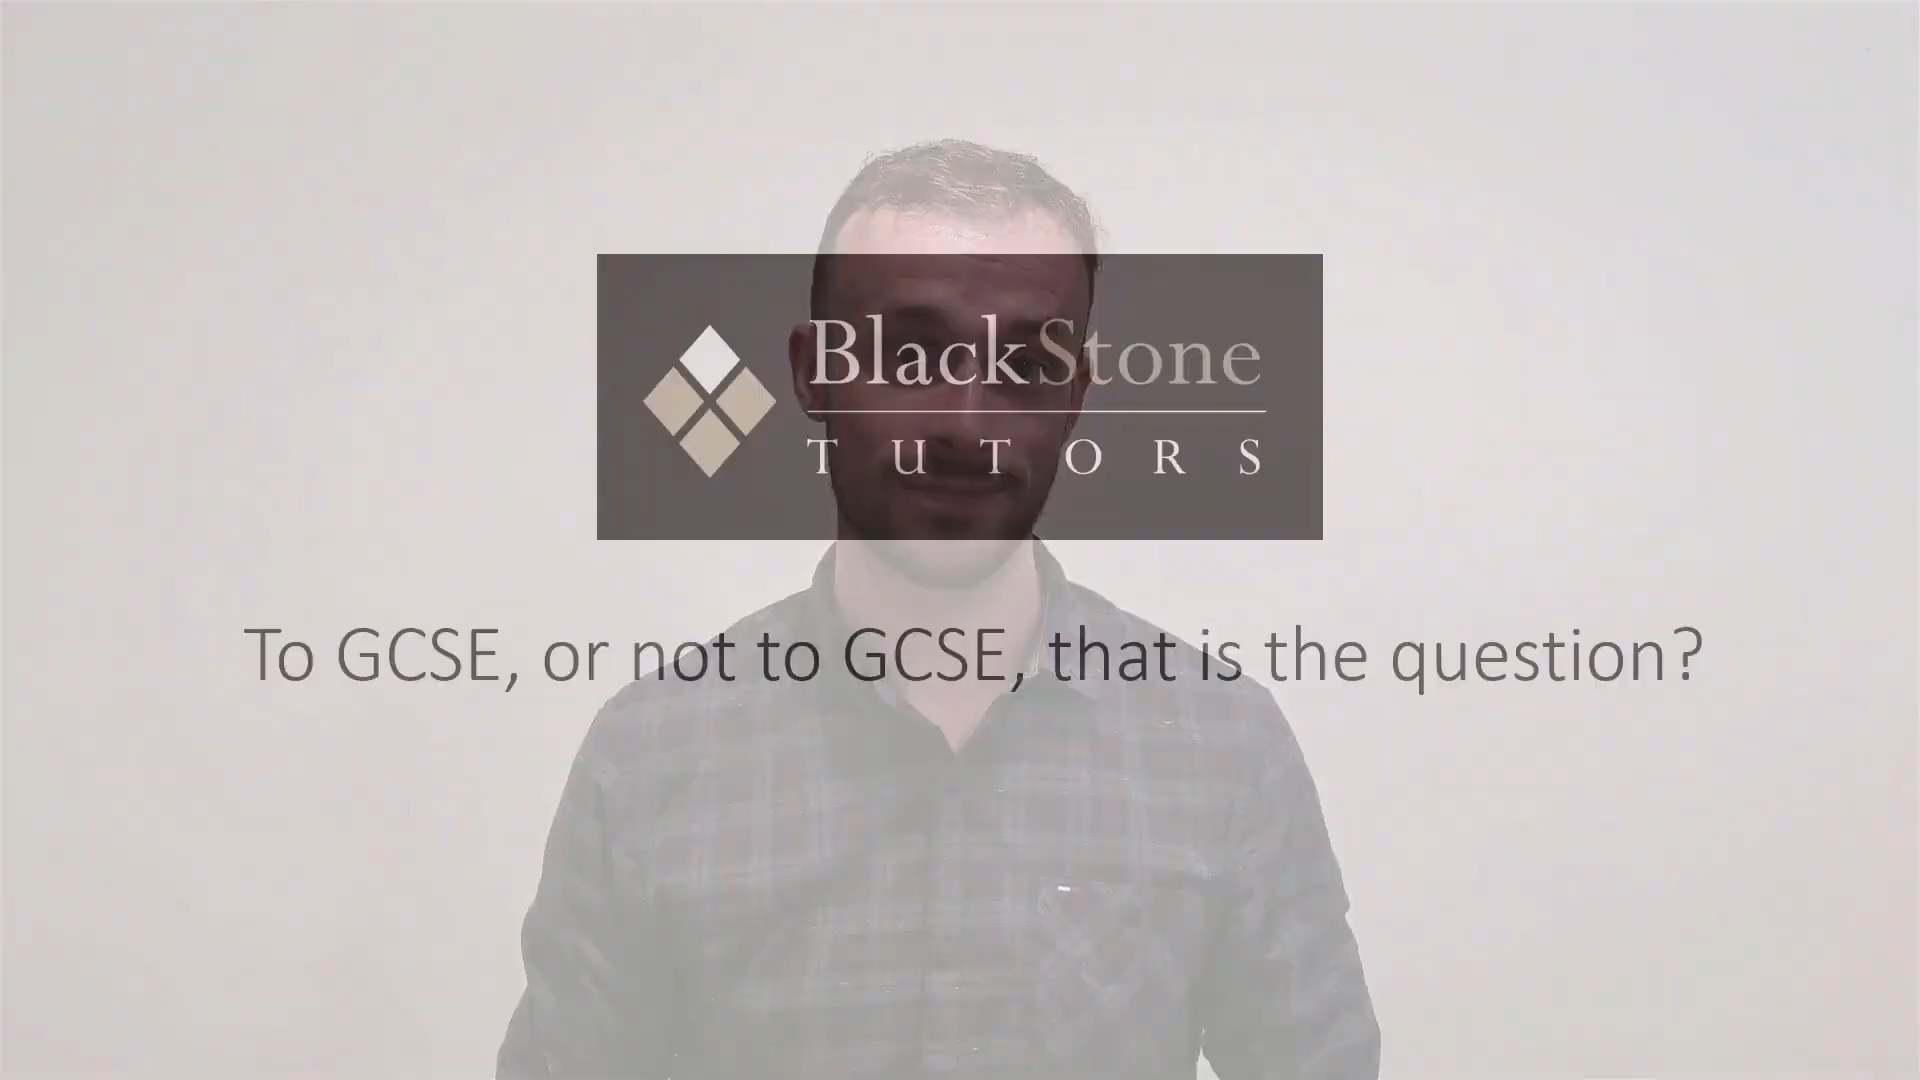 BlackStone
TUTORS
To GCSE, or not to GCSE, that is the question?